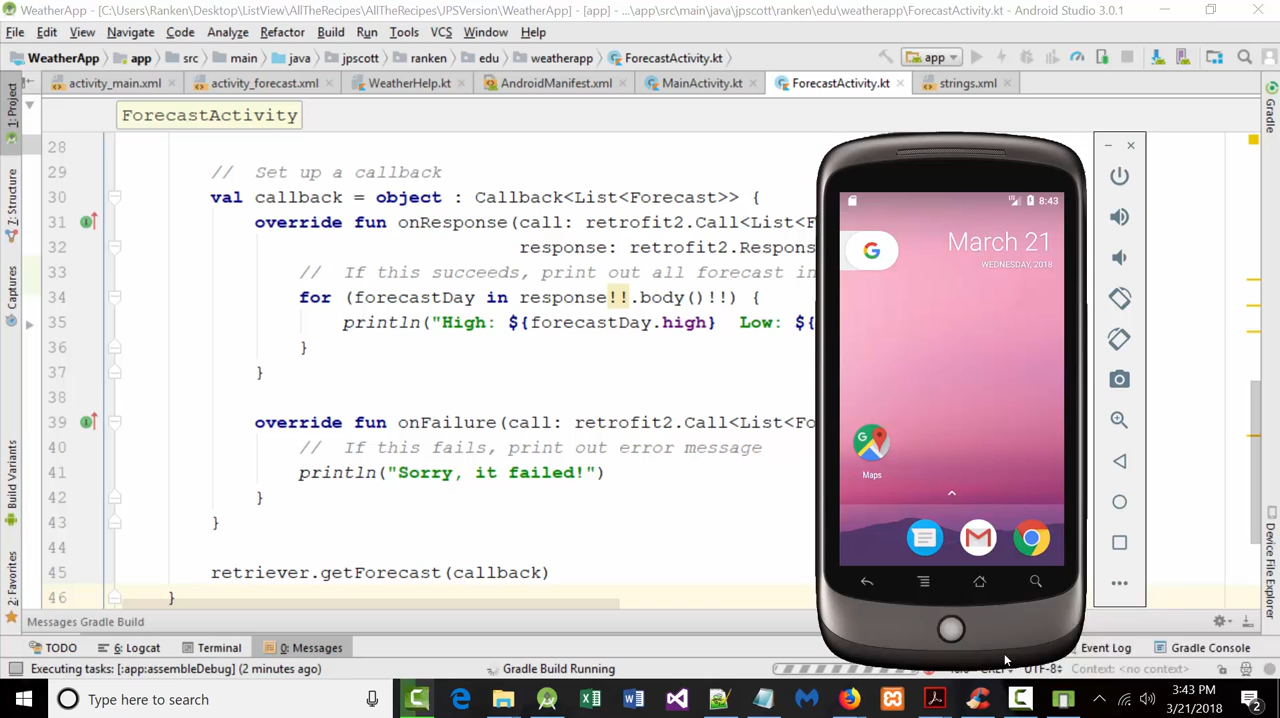 WeatherApp - [C:\Users\Ranken\Desktop\ListView\AllTheRecipes\AllTheRecipes\JPSVersion\WeatherApp] - [app] - ...\app\src\main\java\jpscott\ranken\edu\weatherapp\ForecastActivity.kt - Android Studio 3.0.1
File Edit View Navigate Code Analyze Refactor Build Run Tools VCS Window Help
WeatherApp app src main java jpscott ranken edu weatherapp ForecastActivity.kt app
activity_main.xml activity_forecast.xml WeatherHelp.kt AndroidManifest.xml MainActivity.kt ForecastActivity.kt strings.xml
1: Project
7: Structure
Captures
Build Variants
2: Favorites
ForecastActivity
28
29 // Set up a callback
30 val callback = object : Callback<List<Forecast>> {
31 override fun onResponse(call: retrofit2.Call<List<F
32 response: retrofit2.Respons
33 // If this succeeds, print out all forecast in
34 for (forecastDay in response!!.body()!!) {
35 println("High: ${forecastDay.high} Low: ${
36 }
37 }
38
39 override fun onFailure(call: retrofit2.Call<List<Fo
40 // If this fails, print out error message
41 println("Sorry, it failed!")
42 }
43 }
44
45 retriever.getForecast(callback)
46 }
8:43
March 21
WEDNESDAY, 2018
Maps
Gradle
Device File Explorer
Messages Gradle Build
TODO 6: Logcat Terminal 0: Messages Event Log Gradle Console
Executing tasks: [:app:assembleDebug] (2 minutes ago) Gradle Build Running UTF-8 Context: <no context>
Type here to search
3:43 PM
3/21/2018
2